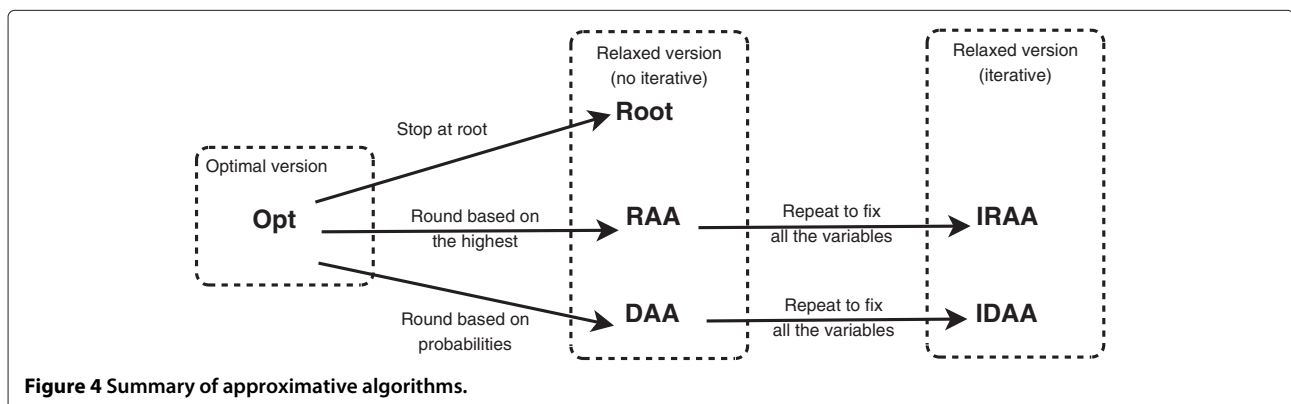 Relaxed version
(no iterative)
Relaxed version
(iterative)
Root
Stop at root
Optimal version
Opt
Round based on
the highest
RAA
Repeat to fix
all the variables
IRAA
Round based on
probabilities
DAA
Repeat to fix
all the variables
IDAA
Figure 4 Summary of approximative algorithms.